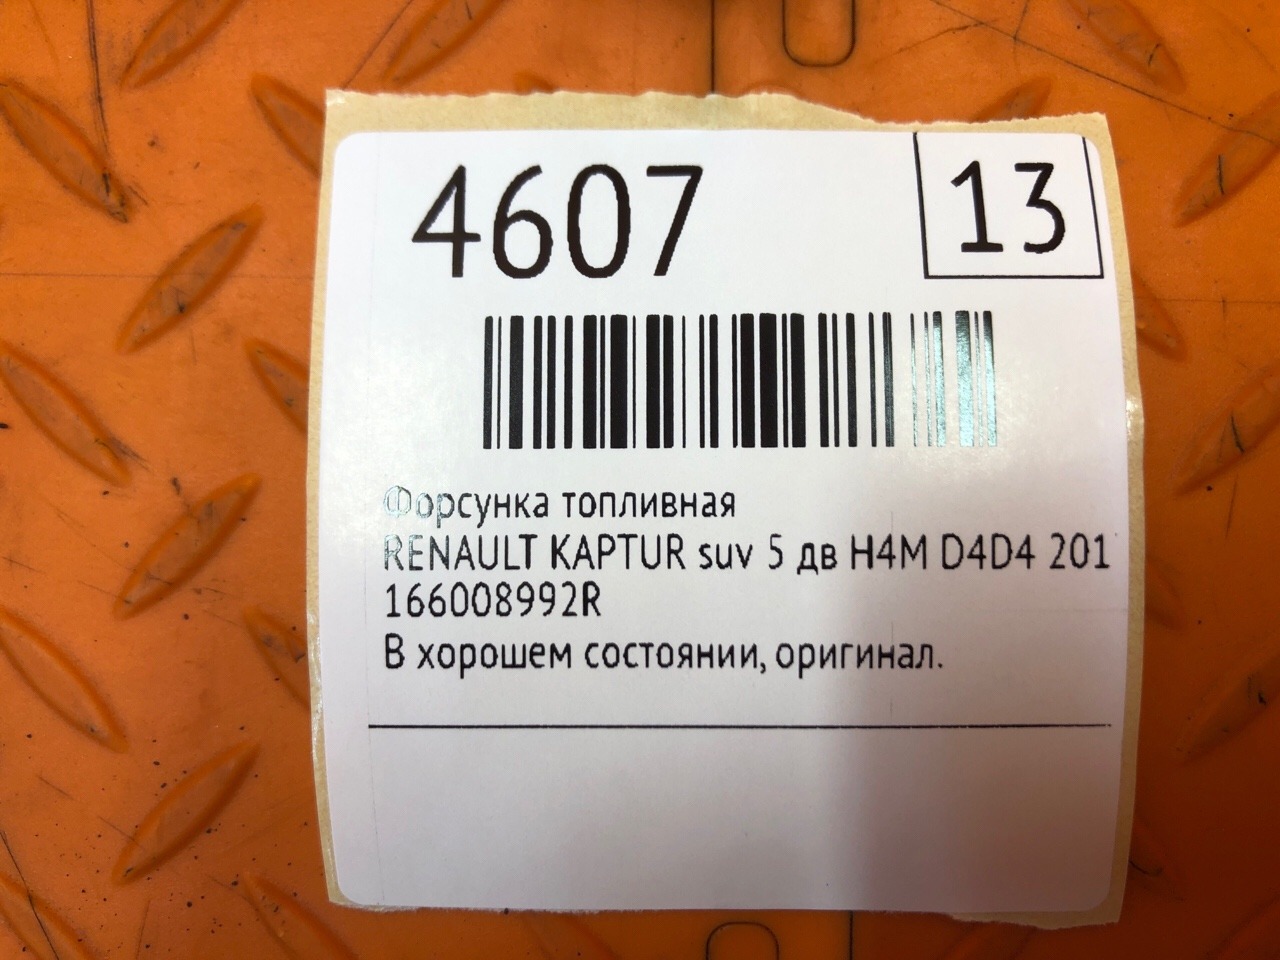 4607
13
Форсунка топливная
RENAULT KAPTUR suv 5 дв H4M D4D4 201
166008992R
В хорошем состоянии, оригинал.